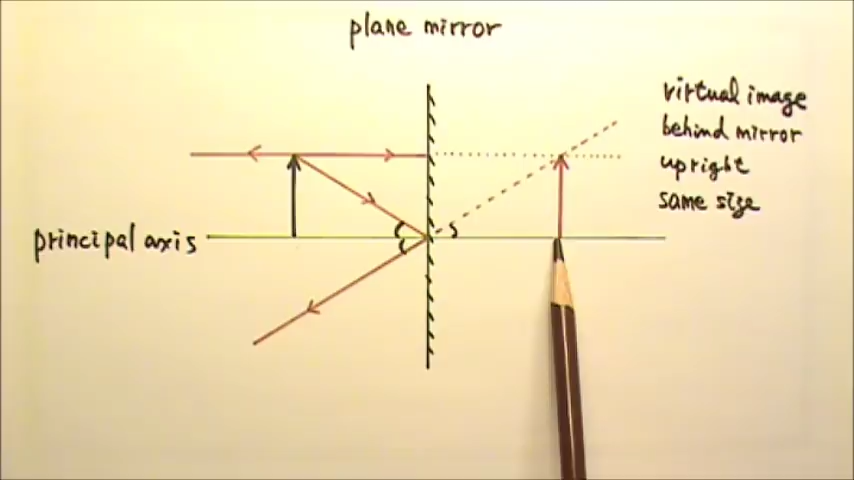 plane mirror
virtual image
behind mirror
upright
same size
principal axis